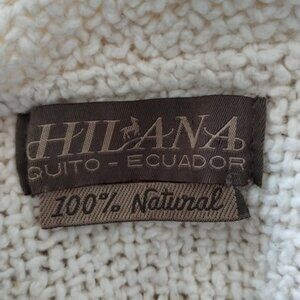 HILANA
QUITO - ECUADOR
100% Natural